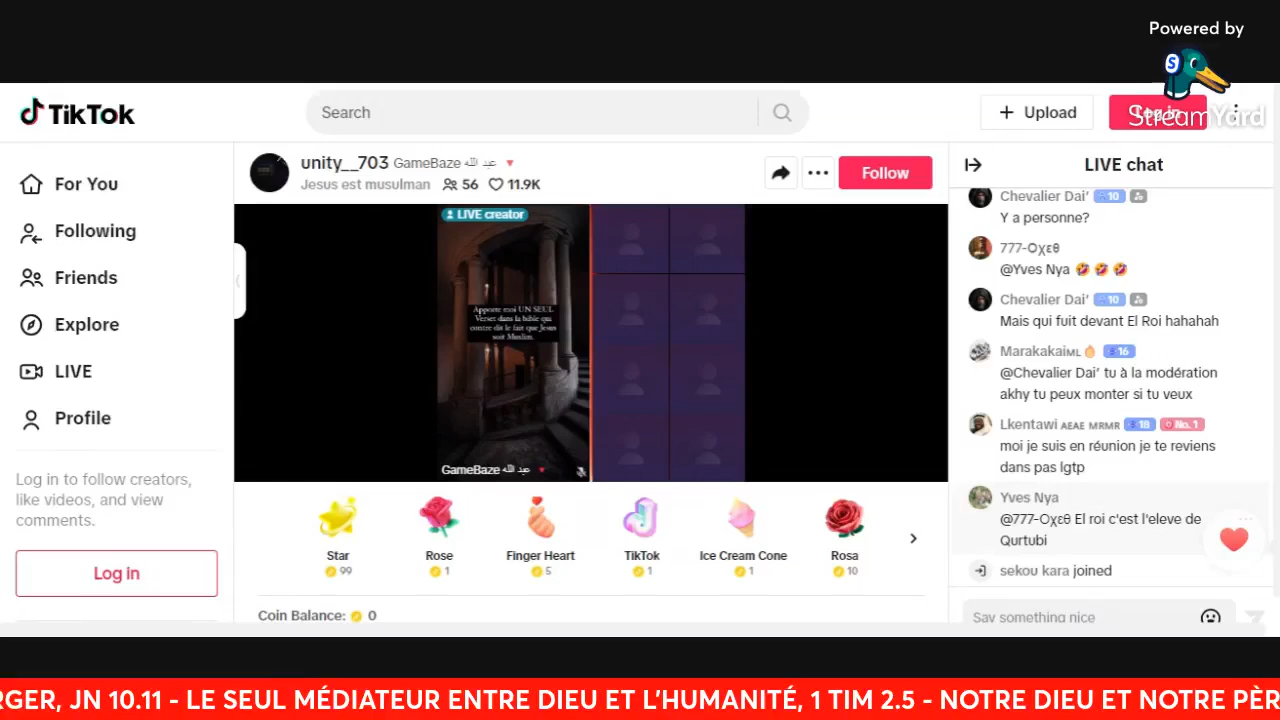 Powered by
StreamYard
TikTok
Search
Upload
Log in
For You
Following
Friends
Explore
LIVE
Profile
Log in to follow creators,
like videos, and view
comments.
Log in
unity__703 GameBaze عبد الله
Jesus est musulman 56 11.9K
Follow
LIVE creator
Apporte moi UN SEUL
Verset dans la bible qui
contre dit le fait que Jesus
soit Muslim.
GameBaze عبد الله
Star
99
Rose
1
Finger Heart
5
TikTok
1
Ice Cream Cone
1
Rosa
10
Coin Balance: 0
LIVE chat
Chevalier Dai’ 10
Y a personne?
777-Οχεθ
@Yves Nya 🤣 🤣 🤣
Chevalier Dai’ 10
Mais qui fuit devant El Roi hahahah
Marakakaiᴍʟ 16
@Chevalier Dai’ tu à la modération
akhy tu peux monter si tu veux
Lkentawi ᴀᴇᴀᴇ ᴍʀᴍʀ 18 No. 1
moi je suis en réunion je te reviens
dans pas lgtp
Yves Nya
@777-Οχεθ El roi c'est l'eleve de
Qurtubi
sekou kara joined
Say something nice
RGER, JN 10.11 - LE SEUL MÉDIATEUR ENTRE DIEU ET L’HUMANITÉ, 1 TIM 2.5 - NOTRE DIEU ET NOTRE PÈR